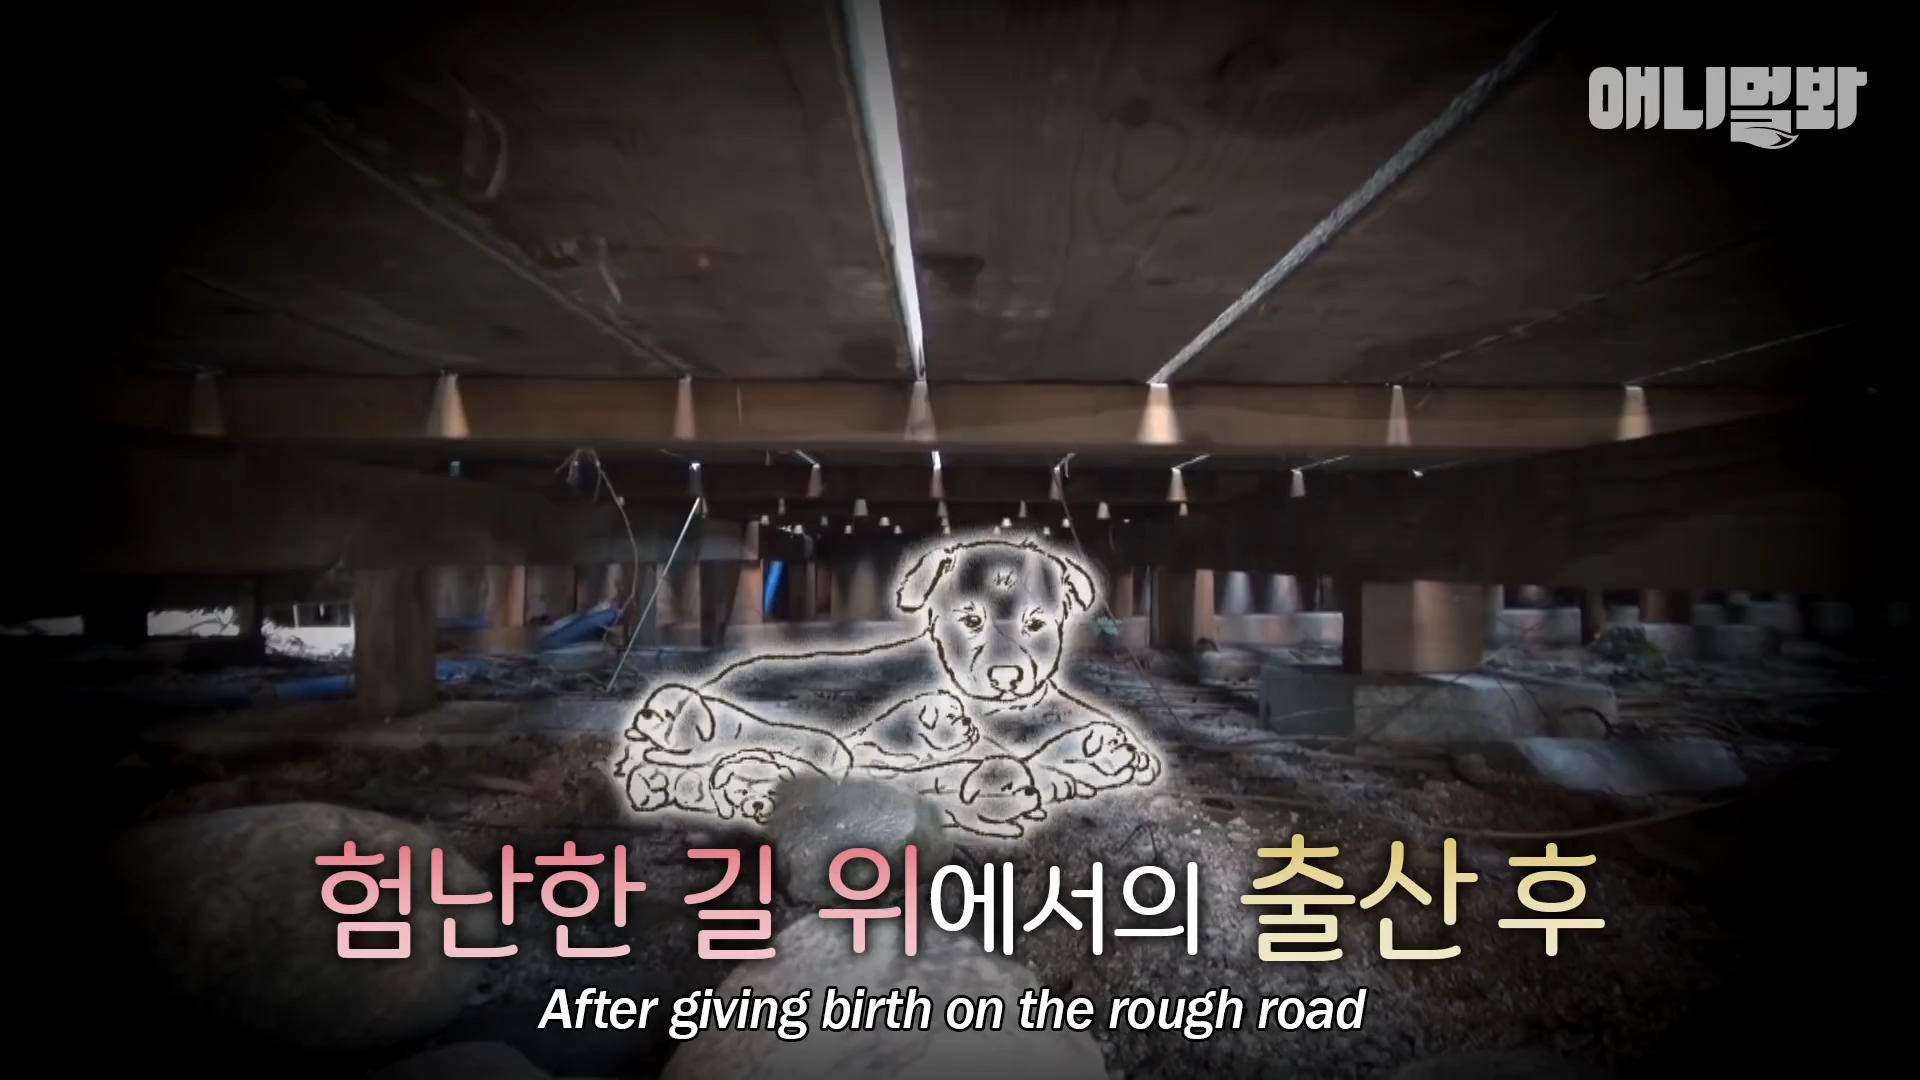 애니멀봐
험난한 길 위에서의 출산 후
After giving birth on the rough road